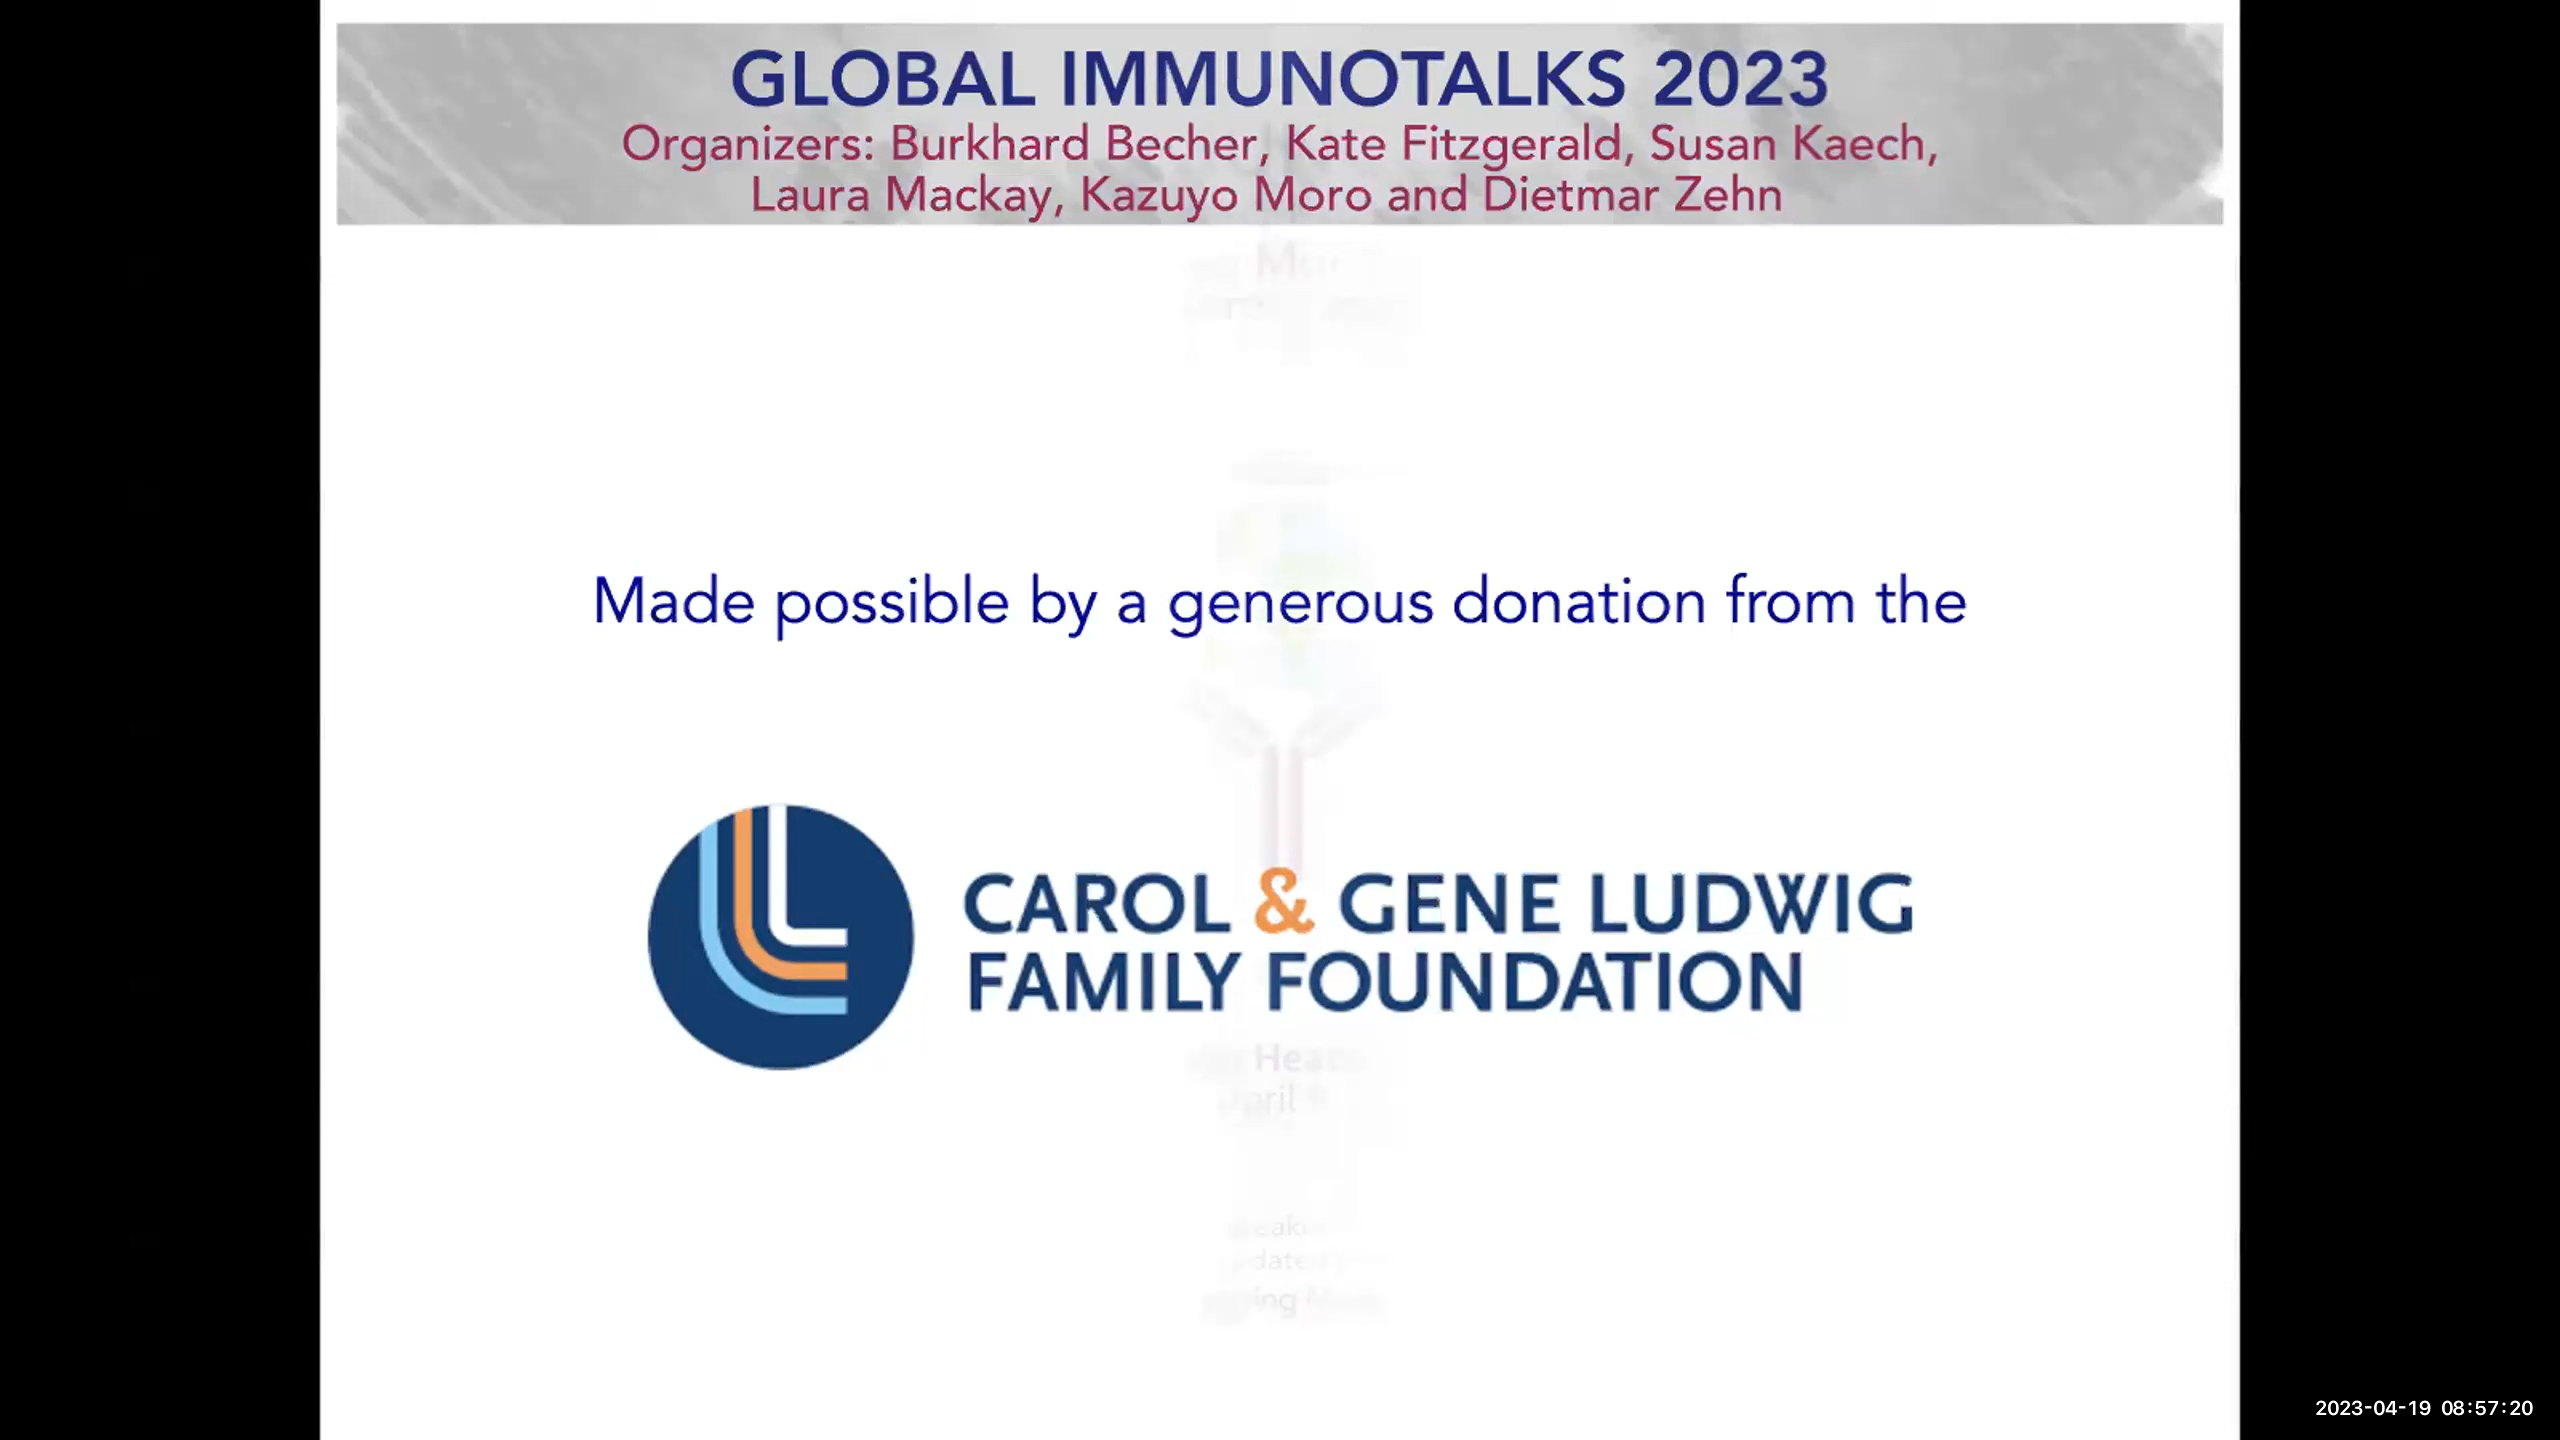 GLOBAL IMMUNOTALKS 2023
Organizers: Burkhard Becher, Kate Fitzgerald, Susan Kaech,
Laura Mackay, Kazuyo Moro and Dietmar Zehn
Made possible by a generous donation from the
CAROL & GENE LUDWIG
FAMILY FOUNDATION
2023-04-19 08:57:20